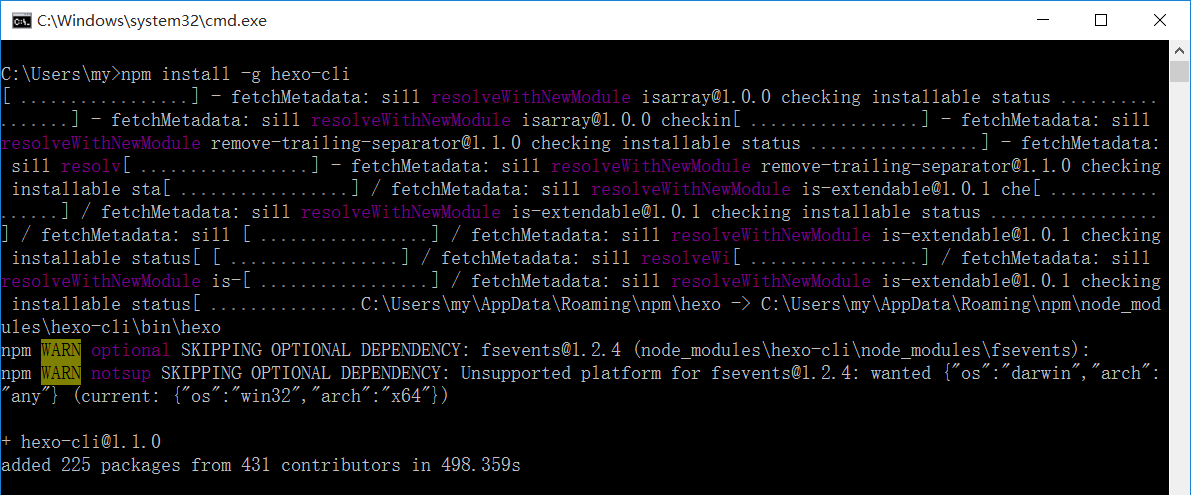 C:\Windows\system32\cmd.exe
C:\Users\my>npm install -g hexo-cli
[ .................] - fetchMetadata: sill resolveWithNewModule isarray@1.0.0 checking installable status ..........
.......] - fetchMetadata: sill resolveWithNewModule isarray@1.0.0 checkin[ .................] - fetchMetadata: sill
resolveWithNewModule remove-trailing-separator@1.1.0 checking installable status .................] - fetchMetadata:
sill resolv[ .................] - fetchMetadata: sill resolveWithNewModule remove-trailing-separator@1.1.0 checking
installable sta[ .................] / fetchMetadata: sill resolveWithNewModule is-extendable@1.0.1 che[ ...........
......] / fetchMetadata: sill resolveWithNewModule is-extendable@1.0.1 checking installable status .................
] / fetchMetadata: sill [ .................] / fetchMetadata: sill resolveWithNewModule is-extendable@1.0.1 checking
installable status[ [ .................] / fetchMetadata: sill resolveWi[ .................] / fetchMetadata: sill
resolveWithNewModule is-[ .................] / fetchMetadata: sill resolveWithNewModule is-extendable@1.0.1 checking
installable status[ ...............C:\Users\my\AppData\Roaming\npm\hexo -> C:\Users\my\AppData\Roaming\npm\node_mod
ules\hexo-cli\bin\hexo
npm WARN optional SKIPPING OPTIONAL DEPENDENCY: fsevents@1.2.4 (node_modules\hexo-cli\node_modules\fsevents):
npm WARN notsup SKIPPING OPTIONAL DEPENDENCY: Unsupported platform for fsevents@1.2.4: wanted {"os":"darwin","arch":
"any"} (current: {"os":"win32","arch":"x64"})
+ hexo-cli@1.1.0
added 225 packages from 431 contributors in 498.359s